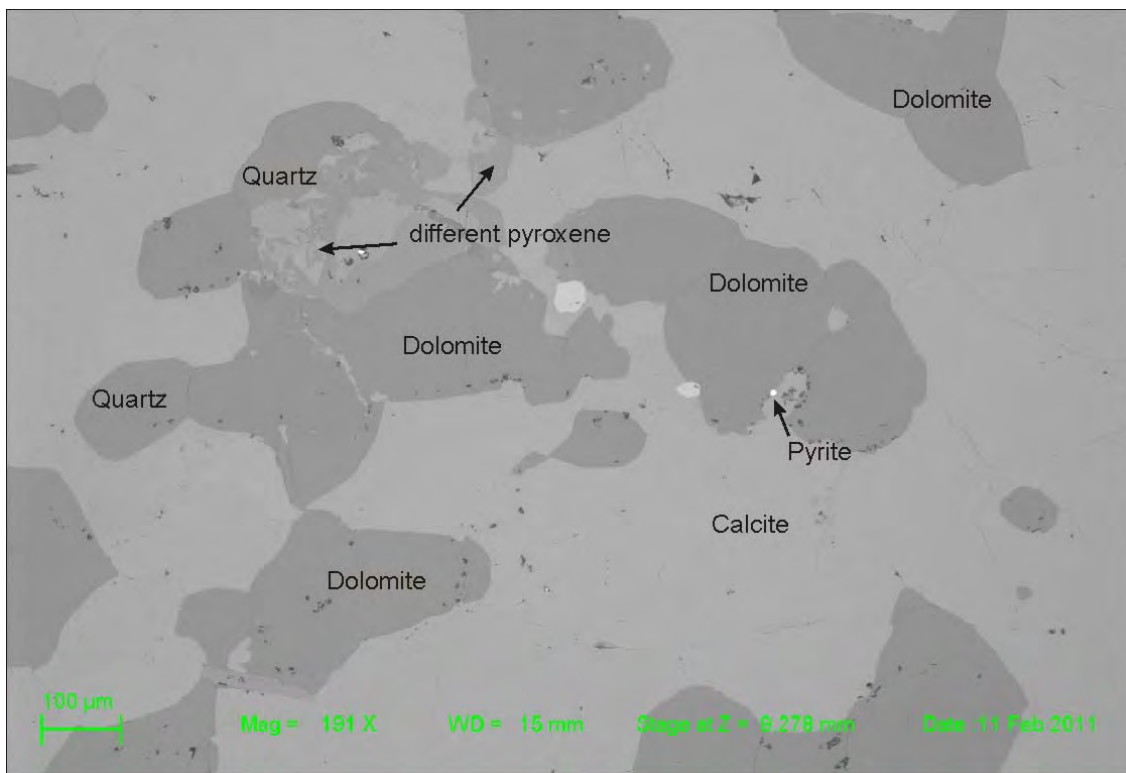 Dolomite
Quartz
different pyroxene
Dolomite
Dolomite
Quartz
Pyrite
Calcite
Dolomite
100 µm
Mag = 191 X WD = 15 mm Stage at Z = 9.278 mm Date :11 Feb 2011